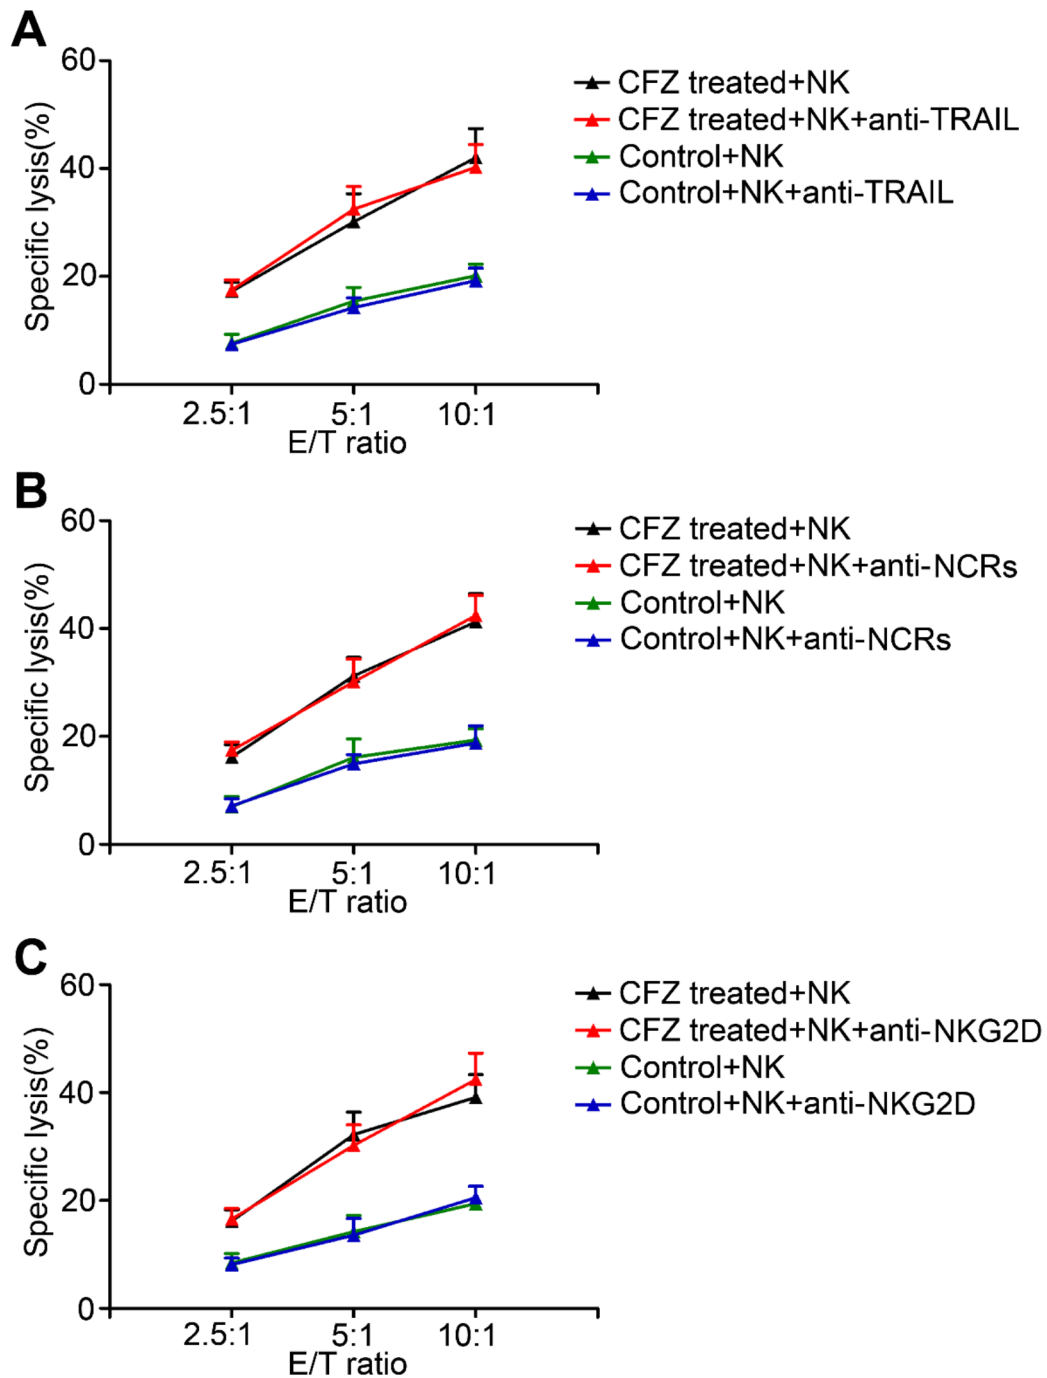 A
60
40
20
0
Specific lysis(%)
2.5:1 5:1 10:1
E/T ratio
CFZ treated+NK
CFZ treated+NK+anti-TRAIL
Control+NK
Control+NK+anti-TRAIL
B
60
40
20
0
Specific lysis(%)
2.5:1 5:1 10:1
E/T ratio
CFZ treated+NK
CFZ treated+NK+anti-NCRs
Control+NK
Control+NK+anti-NCRs
C
60
40
20
0
Specific lysis(%)
2.5:1 5:1 10:1
E/T ratio
CFZ treated+NK
CFZ treated+NK+anti-NKG2D
Control+NK
Control+NK+anti-NKG2D